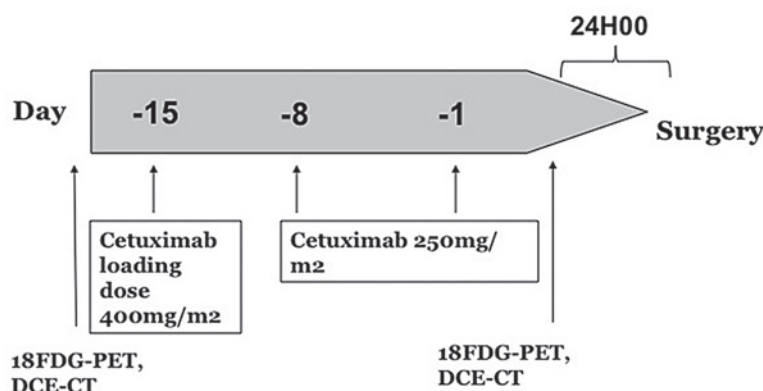 24H00
Day -15 -8 -1
Surgery
Cetuximab
loading
dose
400mg/m2
Cetuximab 250mg/
m2
18FDG-PET,
DCE-CT
18FDG-PET,
DCE-CT